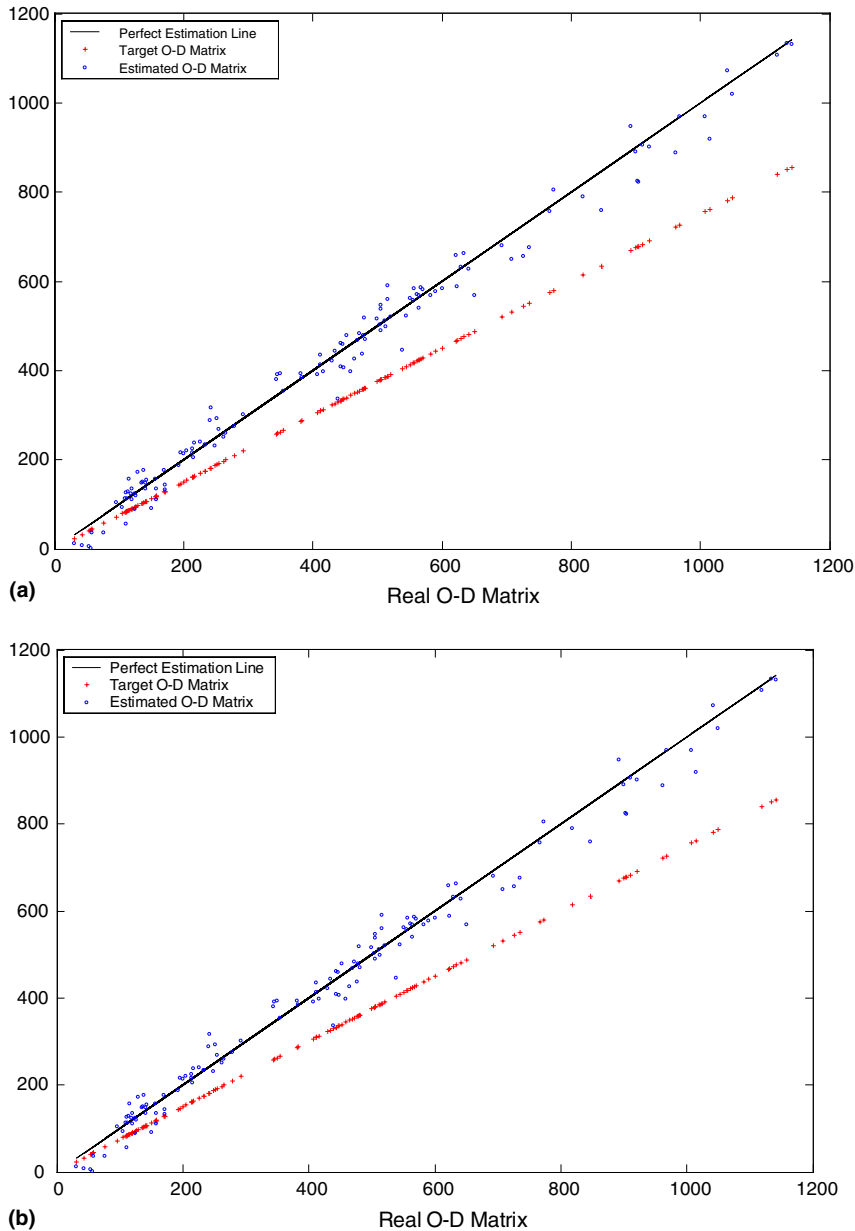 1200
Perfect Estimation Line
Target O-D Matrix
Estimated O-D Matrix
1000
800
600
400
200
0
0 200 400 600 800 1000 1200
(a) Real O-D Matrix
1200
Perfect Estimation Line
Target O-D Matrix
Estimated O-D Matrix
1000
800
600
400
200
0
0 200 400 600 800 1000 1200
(b) Real O-D Matrix